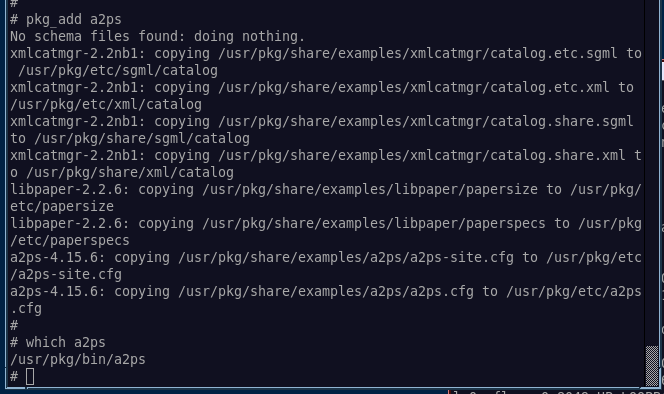 #
# pkg_add a2ps
No schema files found: doing nothing.
xmlcatmgr-2.2nb1: copying /usr/pkg/share/examples/xmlcatmgr/catalog.etc.sgml to
 /usr/pkg/etc/sgml/catalog
xmlcatmgr-2.2nb1: copying /usr/pkg/share/examples/xmlcatmgr/catalog.etc.xml to
/usr/pkg/etc/xml/catalog
xmlcatmgr-2.2nb1: copying /usr/pkg/share/examples/xmlcatmgr/catalog.share.sgml
to /usr/pkg/share/sgml/catalog
xmlcatmgr-2.2nb1: copying /usr/pkg/share/examples/xmlcatmgr/catalog.share.xml t
o /usr/pkg/share/xml/catalog
libpaper-2.2.6: copying /usr/pkg/share/examples/libpaper/papersize to /usr/pkg/
etc/papersize
libpaper-2.2.6: copying /usr/pkg/share/examples/libpaper/paperspecs to /usr/pkg
/etc/paperspecs
a2ps-4.15.6: copying /usr/pkg/share/examples/a2ps/a2ps-site.cfg to /usr/pkg/etc
/a2ps-site.cfg
a2ps-4.15.6: copying /usr/pkg/share/examples/a2ps/a2ps.cfg to /usr/pkg/etc/a2ps
.cfg
#
# which a2ps
/usr/pkg/bin/a2ps
#